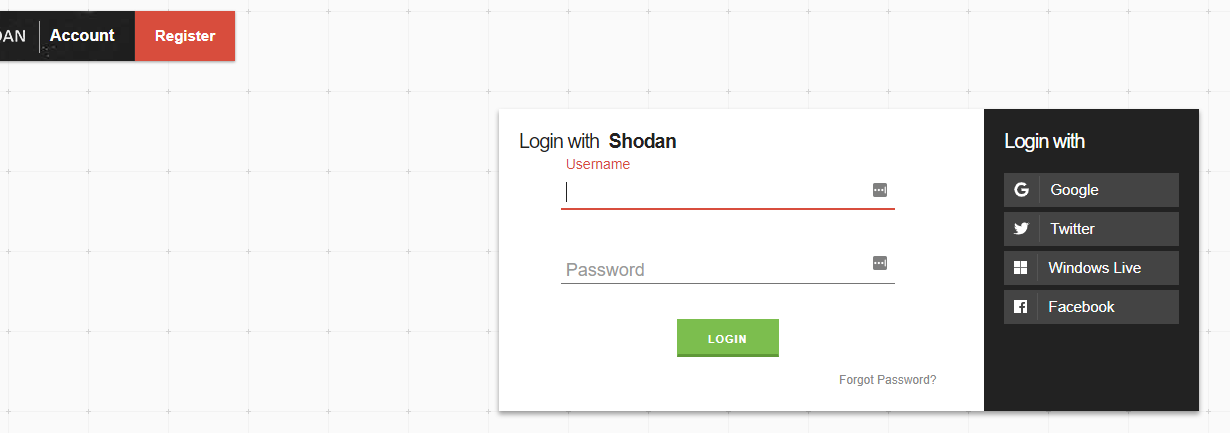 DAN Account Register
Login with Shodan
Username
Password
LOGIN
Forgot Password?
Login with
Google
Twitter
Windows Live
Facebook